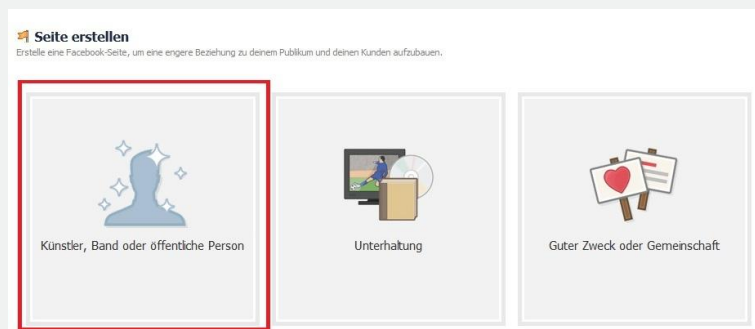 Seite erstellen
Erstelle eine Facebook-Seite, um eine engere Beziehung zu deinem Publikum und deinen Kunden aufzubauen.
Künstler, Band oder öffentliche Person
Unterhaltung
Guter Zweck oder Gemeinschaft